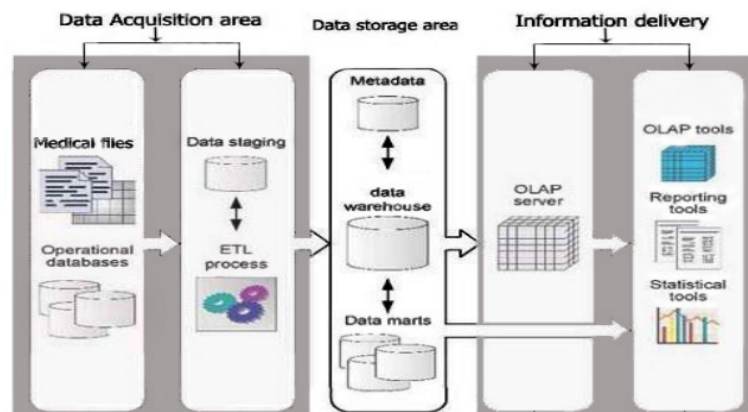 Data Acquisition area
Data storage area
Information delivery
Medical files
Operational
databases
Data staging
ETL
process
Metadata
data
warehouse
Data marts
OLAP
server
OLAP tools
Reporting
tools
Statistical
tools